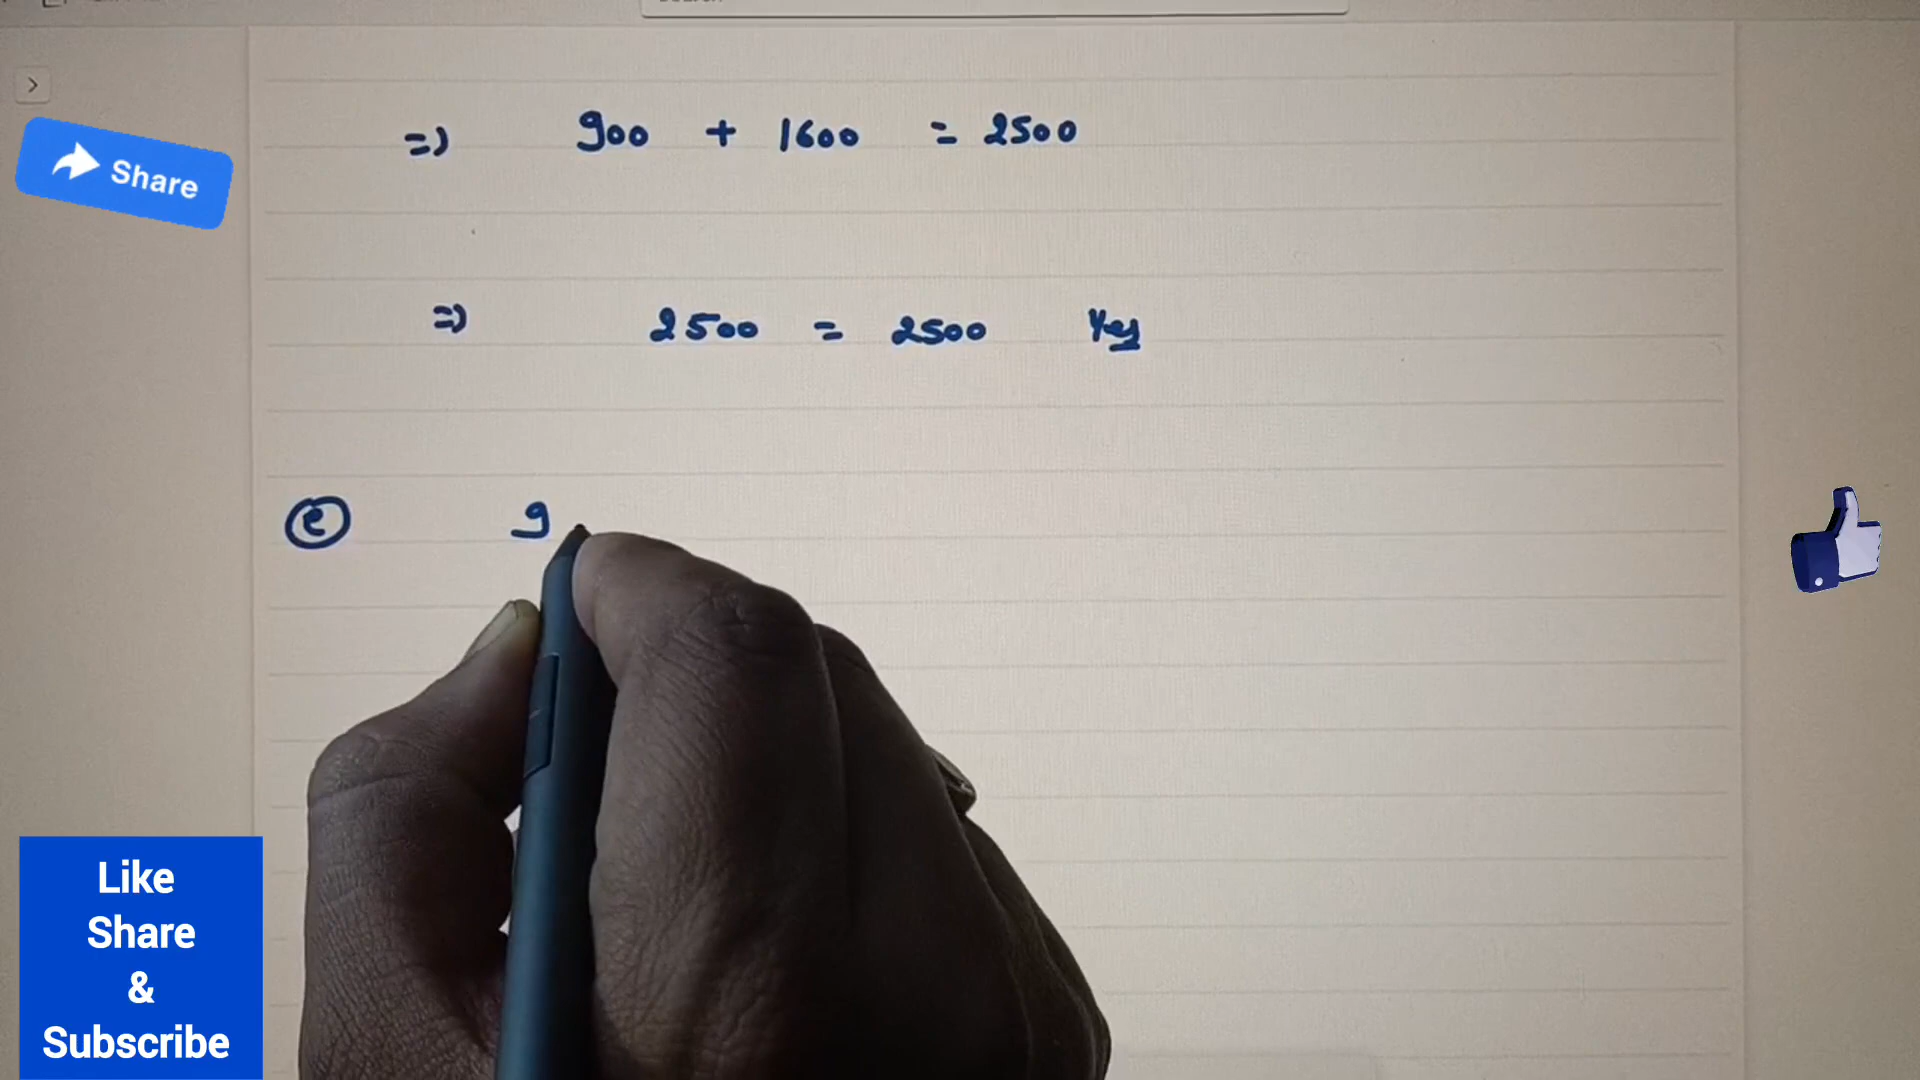 Share
=> 900 + 1600 = 2500
=> 2500 = 2500 Yes
(e) 9
Like
Share
&
Subscribe